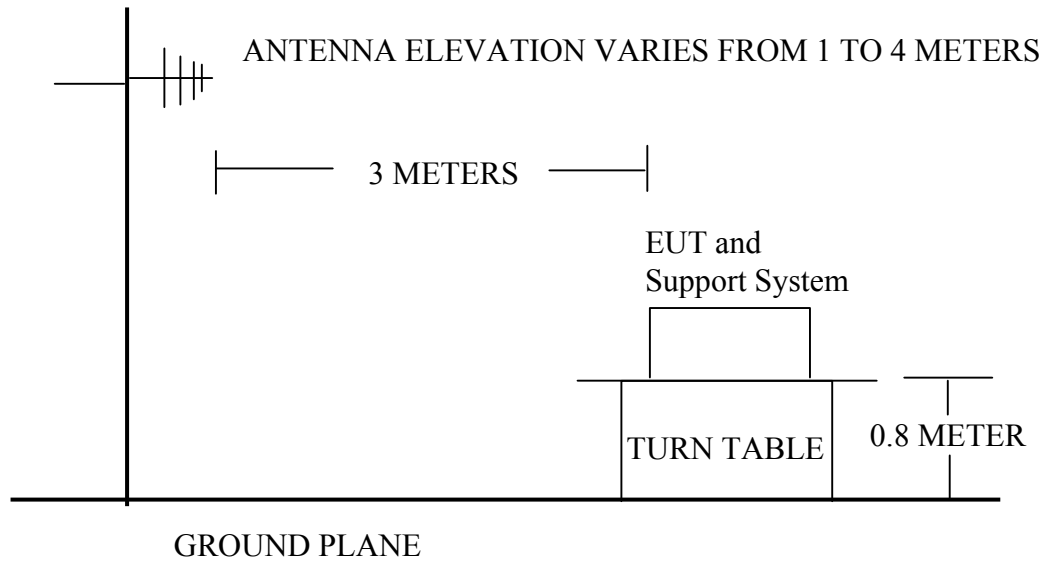 ANTENNA ELEVATION VARIES FROM 1 TO 4 METERS
3 METERS
EUT and
Support System
TURN TABLE
0.8 METER
GROUND PLANE